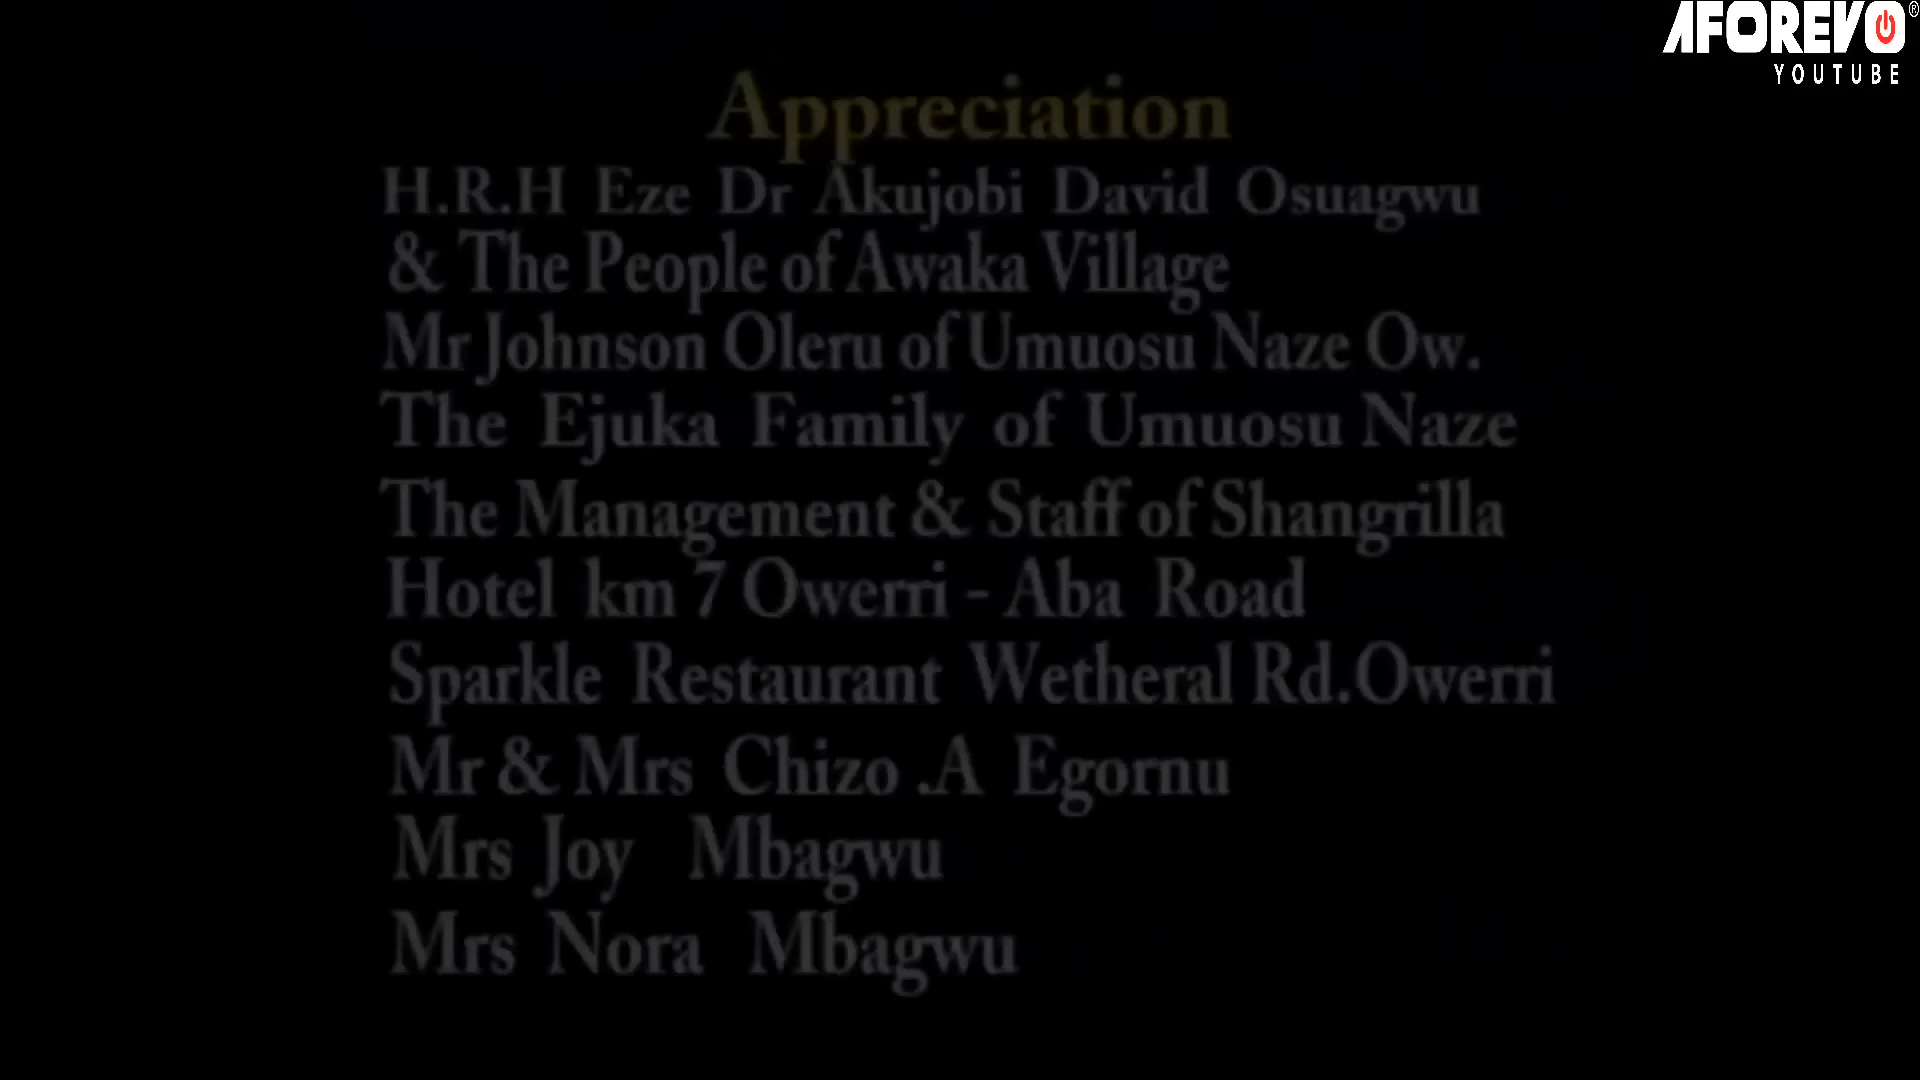 AFOREVO®
YOUTUBE
Appreciation
H.R.H Eze Dr Akujobi David Osuagwu
& The People of Awaka Village
Mr Johnson Oleru of Umuosu Naze Ow.
The Ejuka Family of Umuosu Naze
The Management & Staff of Shangrilla
Hotel km 7 Owerri - Aba Road
Sparkle Restaurant Wetheral Rd.Owerri
Mr & Mrs Chizo .A Egornu
Mrs Joy Mbagwu
Mrs Nora Mbagwu